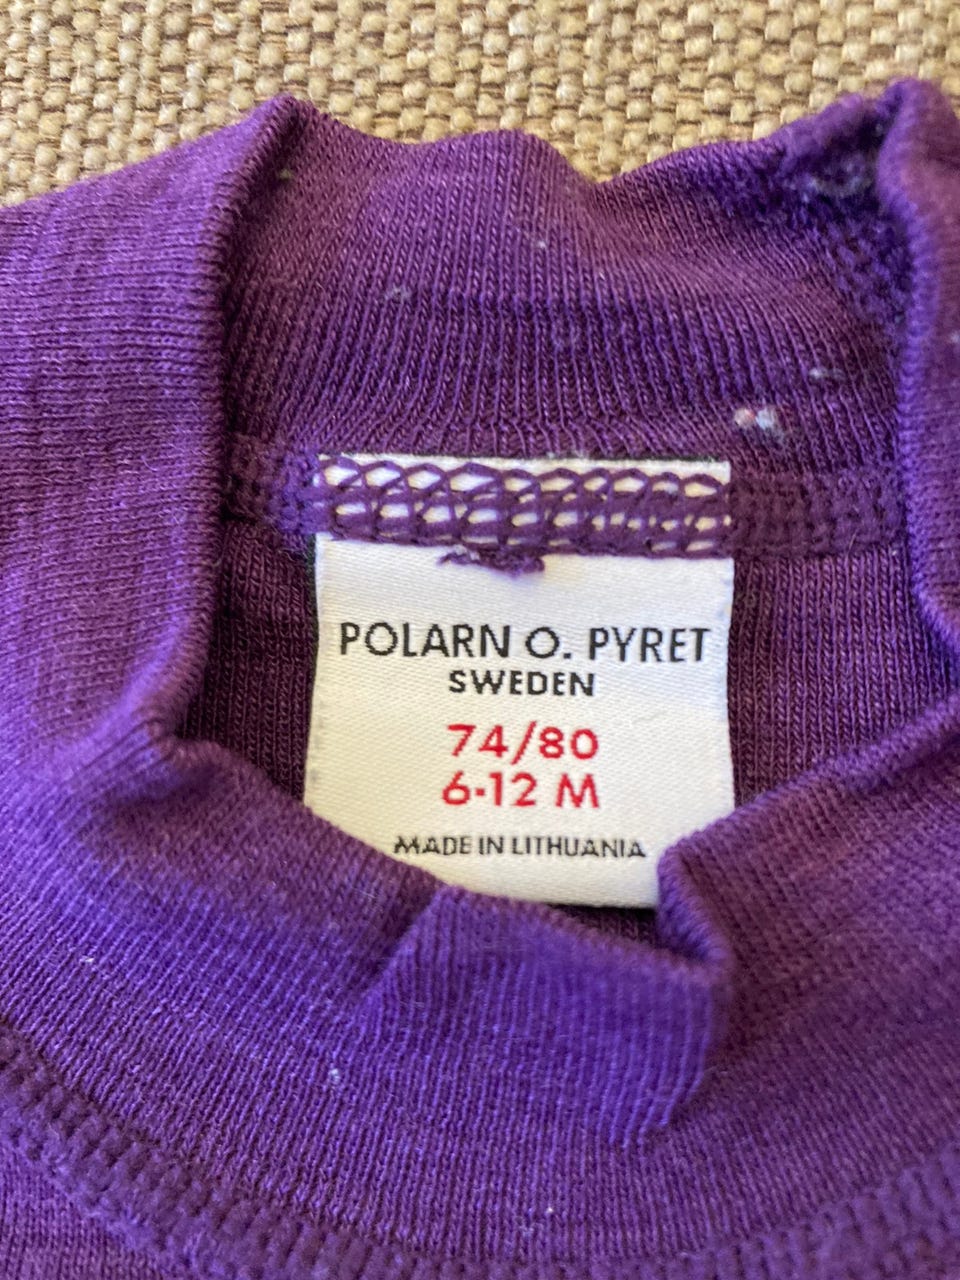 POLARN O. PYRET
SWEDEN
74/80
6-12 M
MADE IN LITHUANIA